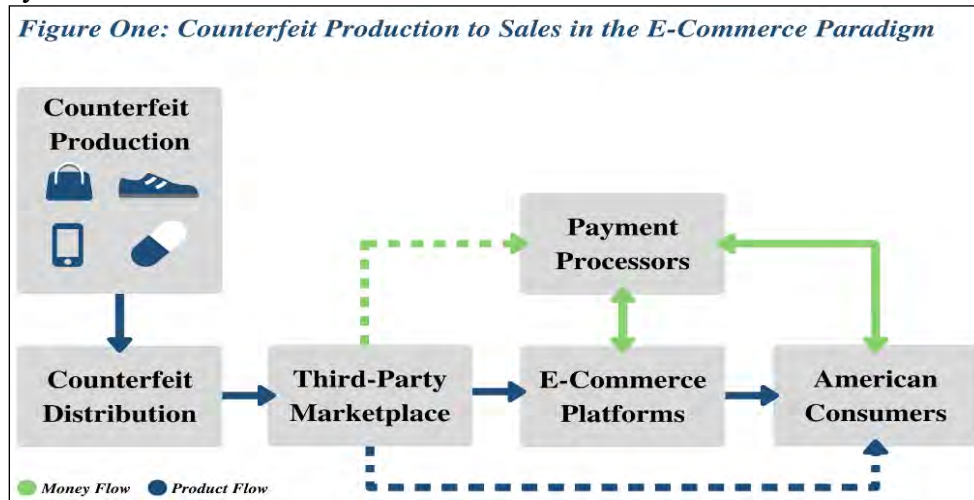 Figure One: Counterfeit Production to Sales in the E-Commerce Paradigm
Counterfeit
Production
Payment
Processors
Counterfeit
Distribution
Third-Party
Marketplace
E-Commerce
Platforms
American
Consumers
Money Flow
Product Flow